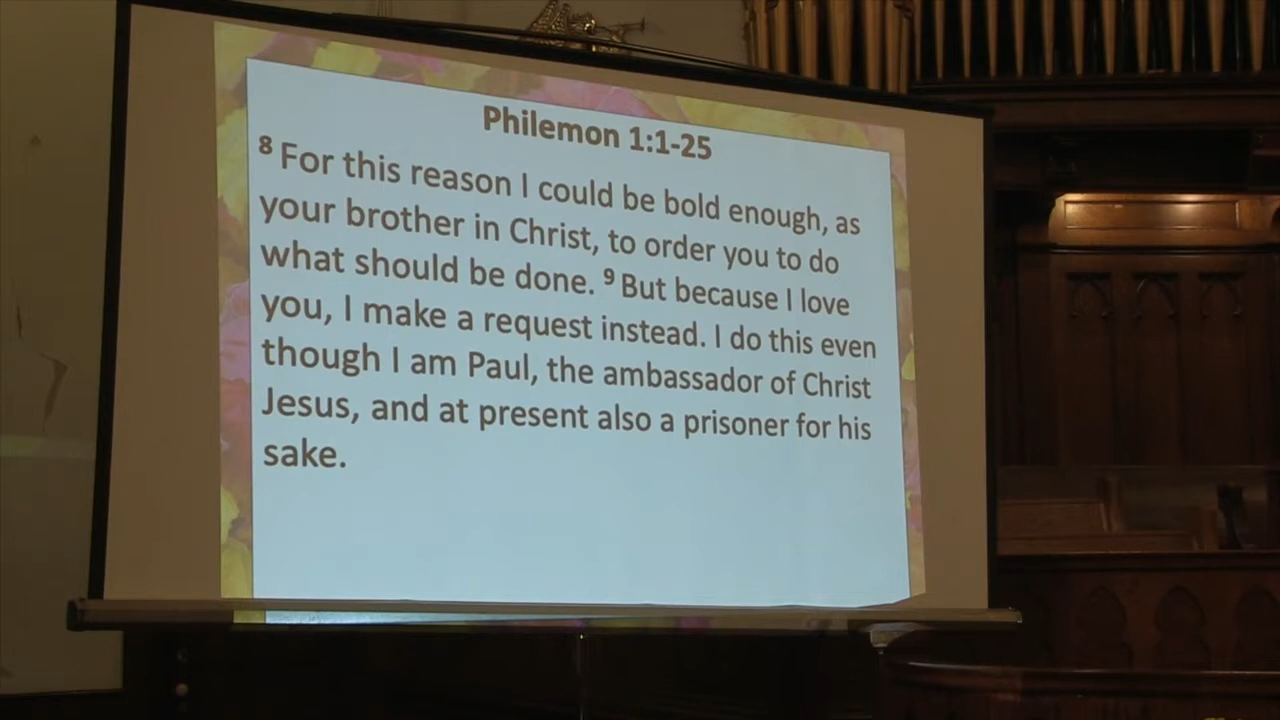 Philemon 1:1-25
8 For this reason I could be bold enough, as
your brother in Christ, to order you to do
what should be done. 9 But because I love
you, I make a request instead. I do this even
though I am Paul, the ambassador of Christ
Jesus, and at present also a prisoner for his
sake.